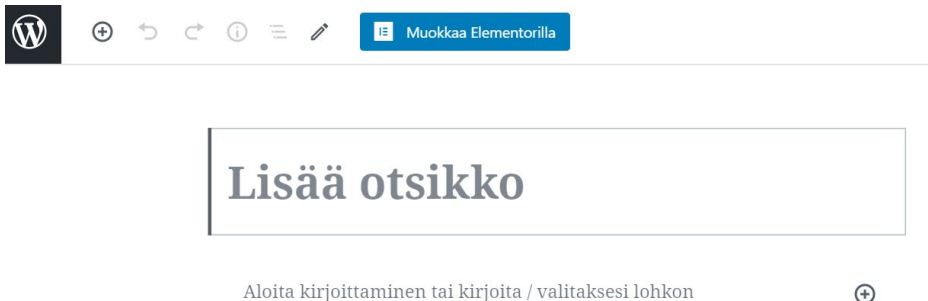 Muokkaa Elementorilla
Lisää otsikko
Aloita kirjoittaminen tai kirjoita / valitaksesi lohkon